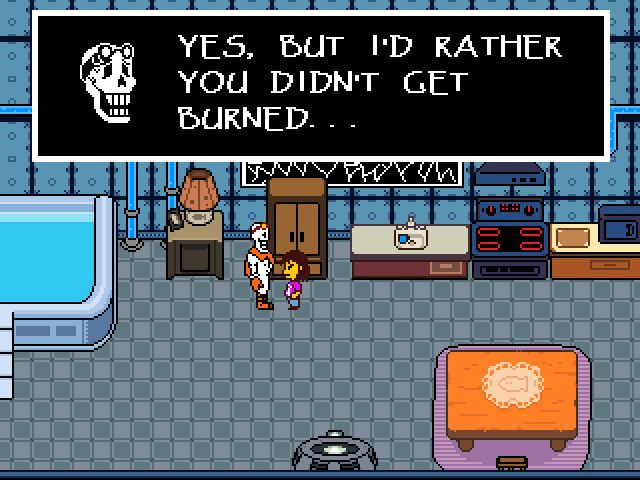 YES, BUT I'D RATHER
YOU DIDN'T GET
BURNED...